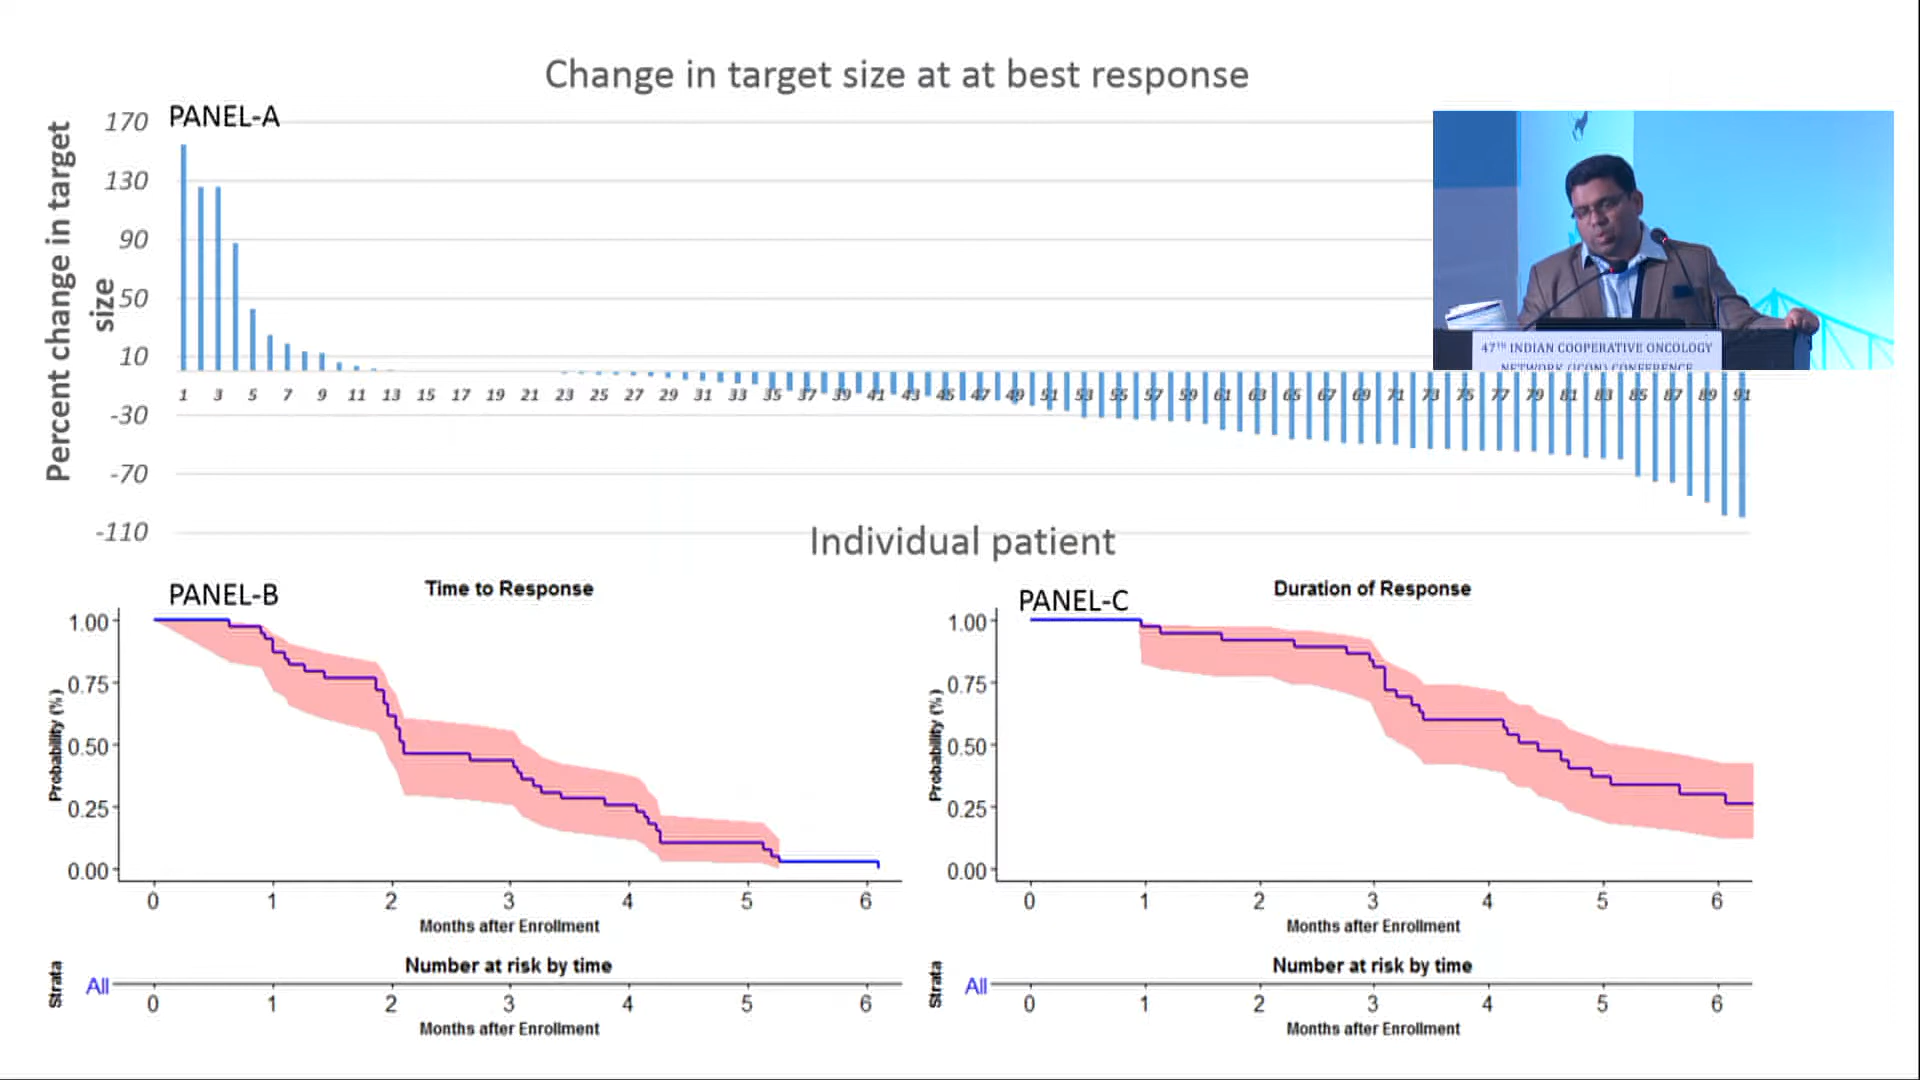 Change in target size at at best response
PANEL-A
Percent change in target
size
170
130
90
50
10
-30
-70
-110
1 3 5 7 9 11 13 15 17 19 21 23 25 27 29 31 33 35 37 39 41 43 45 47 49 51 53 55 57 59 61 63 65 67 69 71 73 75 77 79 81 83 85 87 89 91
Individual patient
47TH INDIAN COOPERATIVE ONCOLOGY
NETWORK (ICON) CONFERENCE
PANEL-B
Time to Response
Probability (%)
1.00
0.75
0.50
0.25
0.00
0 1 2 3 4 5 6
Months after Enrollment
Number at risk by time
Strata
All
0 1 2 3 4 5 6
Months after Enrollment
PANEL-C
Duration of Response
Probability (%)
1.00
0.75
0.50
0.25
0.00
0 1 2 3 4 5 6
Months after Enrollment
Number at risk by time
Strata
All
0 1 2 3 4 5 6
Months after Enrollment